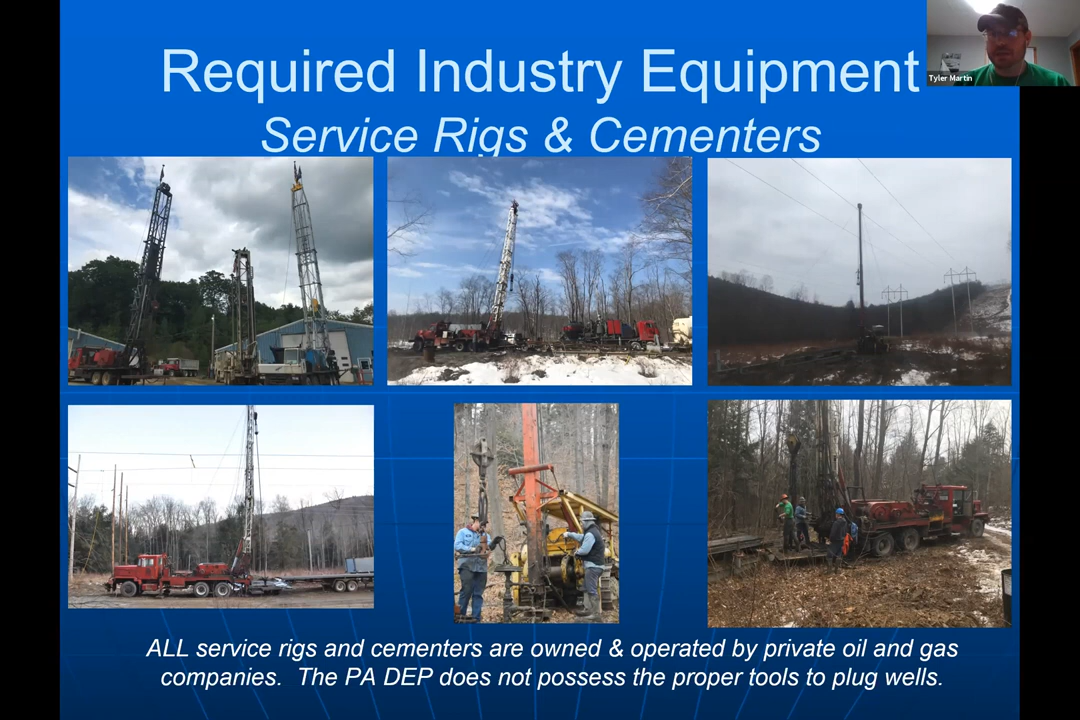 Required Industry Equipment
Service Rigs & Cementers
Tyler Martin
ALL service rigs and cementers are owned & operated by private oil and gas
companies. The PA DEP does not possess the proper tools to plug wells.